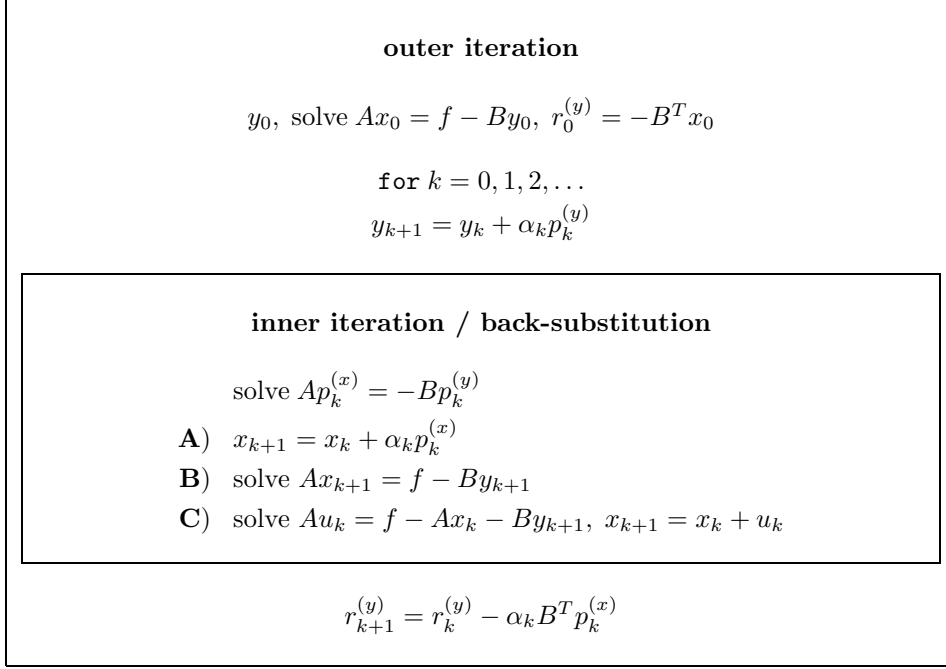 outer iteration
y_0, solve Ax_0 = f − By_0, r_0^{(y)} = −B^T x_0
for k = 0, 1, 2, . . .
y_{k+1} = y_k + α_k p_k^{(y)}
inner iteration / back-substitution
solve Ap_k^{(x)} = −Bp_k^{(y)}
A) x_{k+1} = x_k + α_k p_k^{(x)}
B) solve Ax_{k+1} = f − By_{k+1}
C) solve Au_k = f − Ax_k − By_{k+1}, x_{k+1} = x_k + u_k
r_{k+1}^{(y)} = r_k^{(y)} − α_k B^T p_k^{(x)}